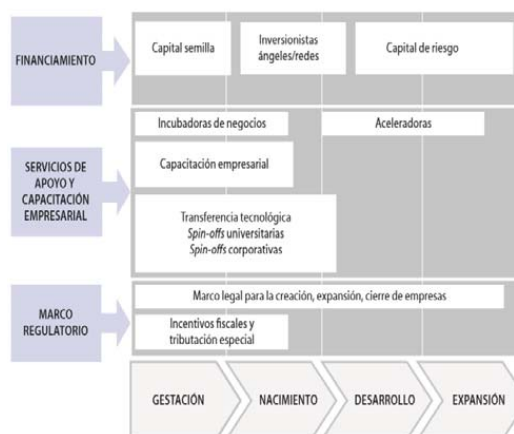 FINANCIAMIENTO
Capital semilla
Inversionistas
ángeles/redes
Capital de riesgo
SERVICIOS DE
APOYO Y
CAPACITACIÓN
EMPRESARIAL
Incubadoras de negocios
Aceleradoras
Capacitación empresarial
Transferencia tecnológica
Spin-offs universitarias
Spin-offs corporativas
MARCO
REGULATORIO
Marco legal para la creación, expansión, cierre de empresas
Incentivos fiscales y
tributación especial
GESTACIÓN
NACIMIENTO
DESARROLLO
EXPANSIÓN